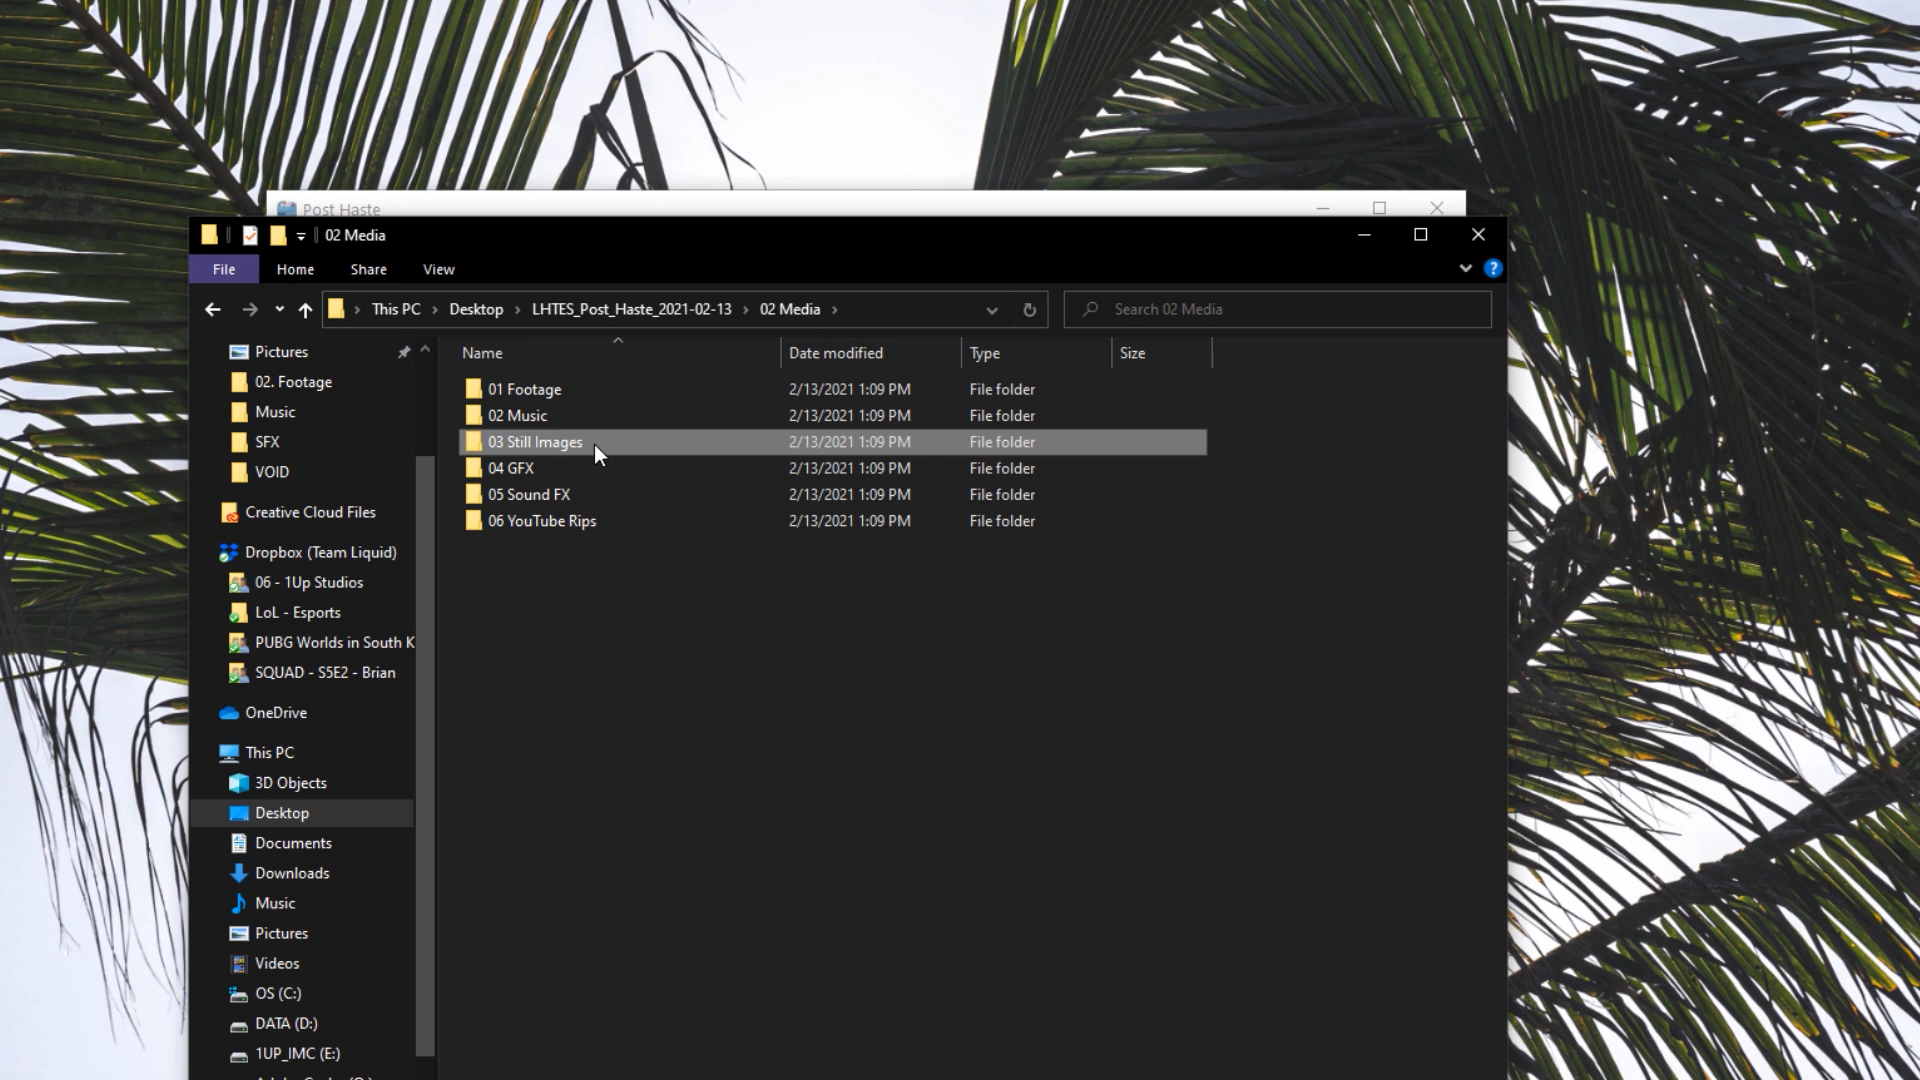 Post Haste
02 Media
File Home Share View
This PC Desktop LHTES_Post_Haste_2021-02-13 02 Media
Search 02 Media
Name Date modified Type Size
01 Footage 2/13/2021 1:09 PM File folder
02 Music 2/13/2021 1:09 PM File folder
03 Still Images 2/13/2021 1:09 PM File folder
04 GFX 2/13/2021 1:09 PM File folder
05 Sound FX 2/13/2021 1:09 PM File folder
06 YouTube Rips 2/13/2021 1:09 PM File folder
Pictures
02. Footage
Music
SFX
VOID
Creative Cloud Files
Dropbox (Team Liquid)
06 - 1Up Studios
LoL - Esports
PUBG Worlds in South K
SQUAD - S5E2 - Brian
OneDrive
This PC
3D Objects
Desktop
Documents
Downloads
Music
Pictures
Videos
OS (C:)
DATA (D:)
1UP_IMC (E:)